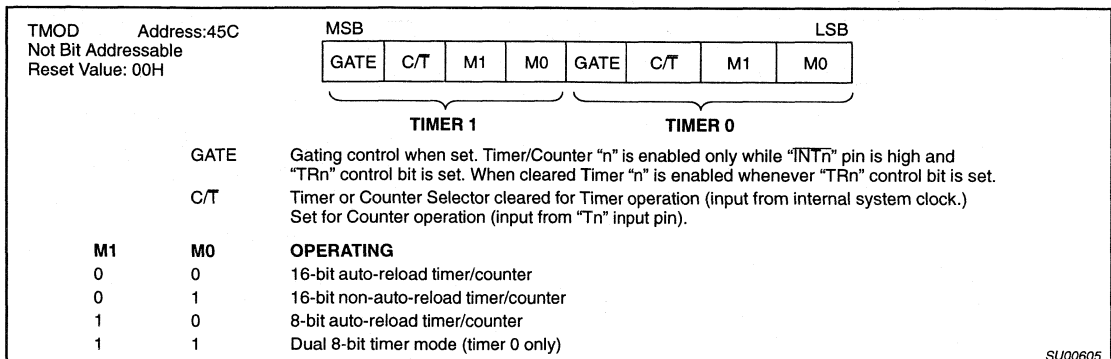 TMOD Address:45C MSB LSB
Not Bit Addressable
Reset Value: 00H
GATE C/T̅ M1 M0 GATE C/T̅ M1 M0
TIMER 1 TIMER 0
GATE Gating control when set. Timer/Counter “n” is enabled only while “I̅N̅T̅n̅” pin is high and
“TRn” control bit is set. When cleared Timer “n” is enabled whenever “TRn” control bit is set.
C/T̅ Timer or Counter Selector cleared for Timer operation (input from internal system clock.)
Set for Counter operation (input from “Tn” input pin).
M1 M0 OPERATING
0 0 16-bit auto-reload timer/counter
0 1 16-bit non-auto-reload timer/counter
1 0 8-bit auto-reload timer/counter
1 1 Dual 8-bit timer mode (timer 0 only)
SU00605